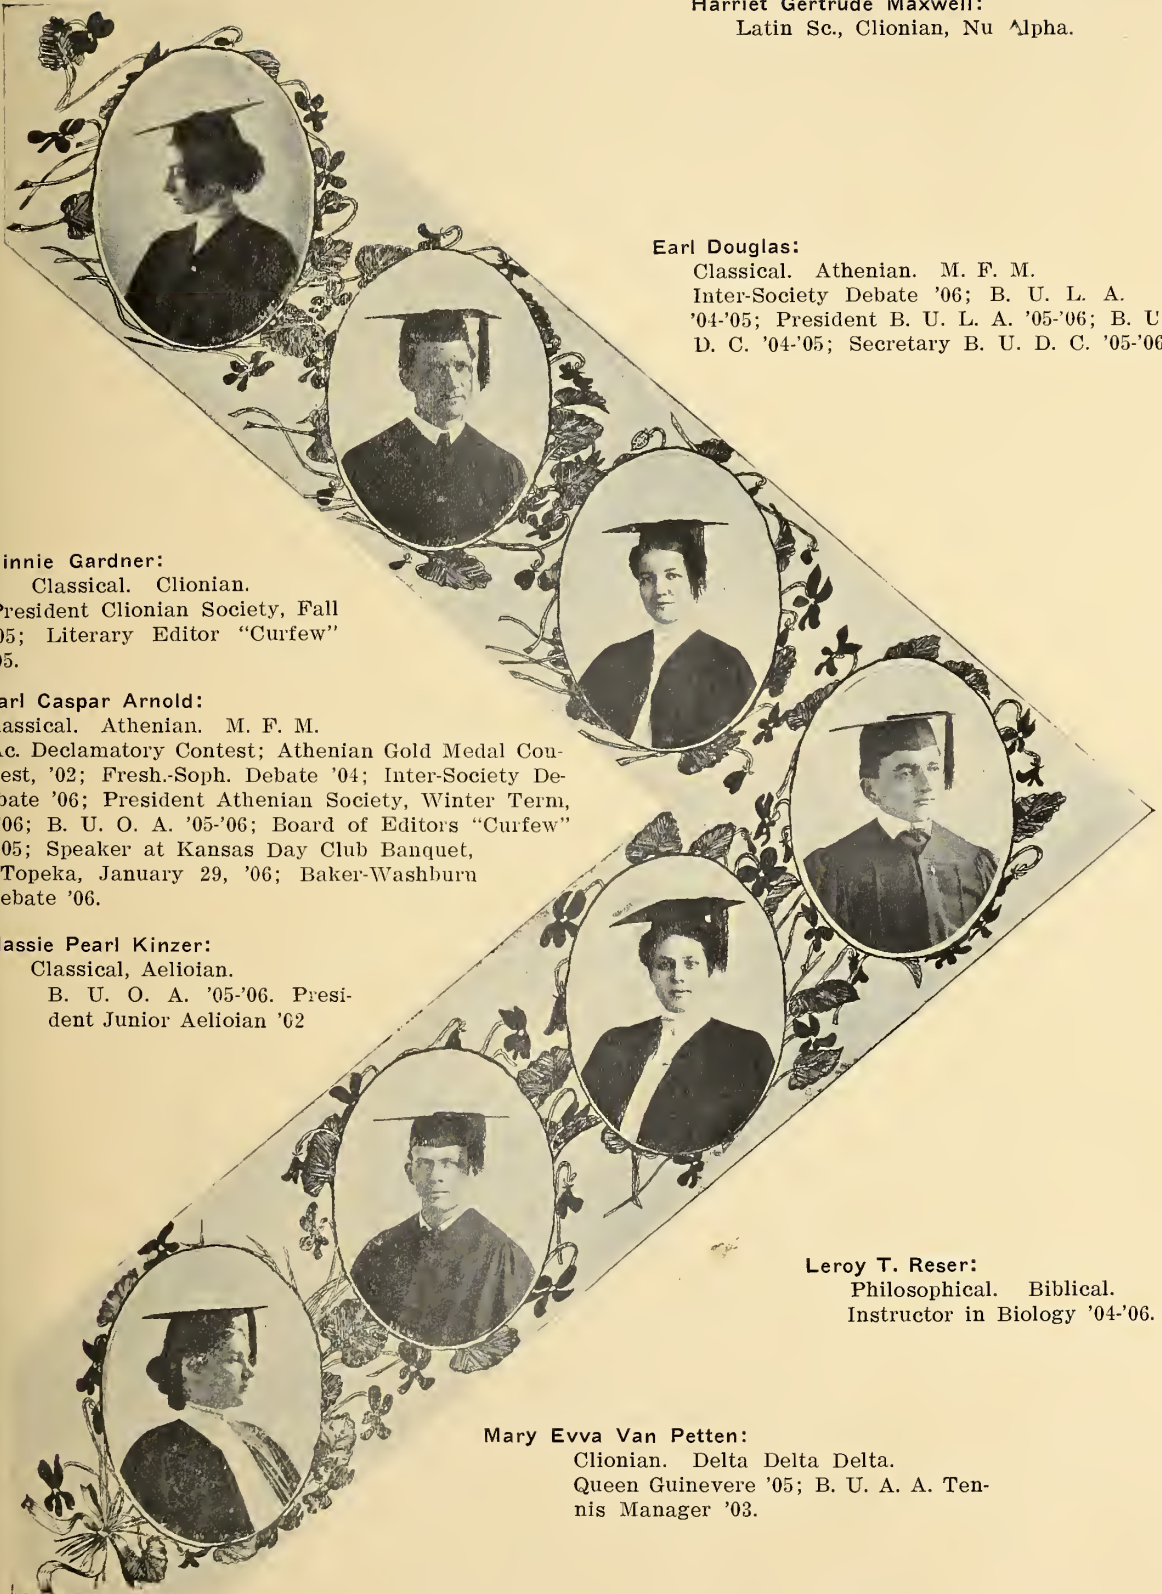 Harriet Gertrude Maxwell:
Latin Sc., Clionian, Nu Alpha.
Earl Douglas:
Classical. Athenian. M. F. M.
Inter-Society Debate '06; B. U. L. A.
'04-'05; President B. U. L. A. '05-'06; B. U
D. C. '04-'05; Secretary B. U. D. C. '05-'06
innie Gardner:
Classical. Clionian.
President Clionian Society, Fall
05; Literary Editor “Curfew”
05.
arl Caspar Arnold:
lassical. Athenian. M. F. M.
c. Declamatory Contest; Athenian Gold Medal Con-
est, '02; Fresh.-Soph. Debate '04; Inter-Society De-
bate '06; President Athenian Society, Winter Term,
'06; B. U. O. A. '05-'06; Board of Editors “Curfew”
05; Speaker at Kansas Day Club Banquet,
Topeka, January 29, '06; Baker-Washburn
ebate '06.
assie Pearl Kinzer:
Classical, Aelioian.
B. U. O. A. '05-'06. Presi-
dent Junior Aelioian '02
Leroy T. Reser:
Philosophical. Biblical.
Instructor in Biology '04-'06.
Mary Evva Van Petten:
Clionian. Delta Delta Delta.
Queen Guinevere '05; B. U. A. A. Ten-
nis Manager '03.